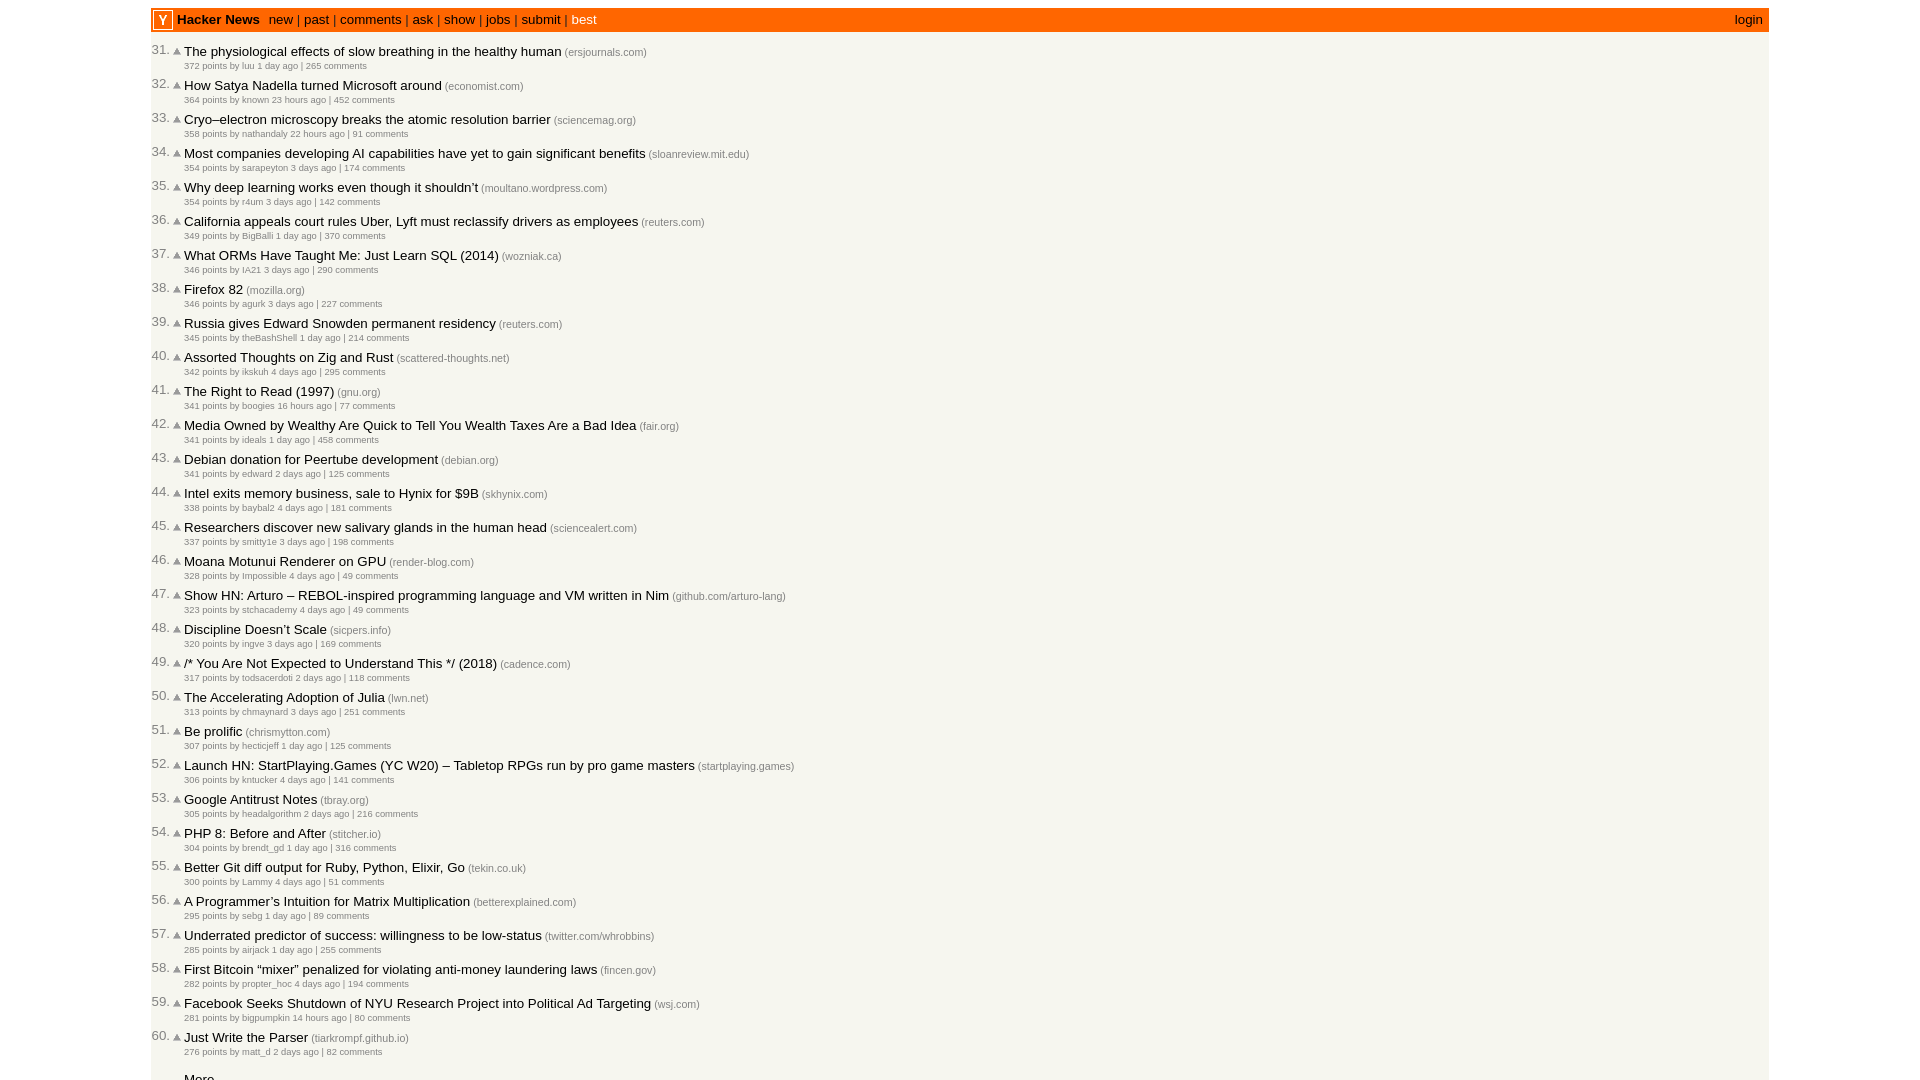 Y Hacker News new | past | comments | ask | show | jobs | submit | best login
31. The physiological effects of slow breathing in the healthy human (ersjournals.com)
372 points by luu 1 day ago | 265 comments
32. How Satya Nadella turned Microsoft around (economist.com)
364 points by known 23 hours ago | 452 comments
33. Cryo–electron microscopy breaks the atomic resolution barrier (sciencemag.org)
358 points by nathandaly 22 hours ago | 91 comments
34. Most companies developing AI capabilities have yet to gain significant benefits (sloanreview.mit.edu)
354 points by sarapeyton 3 days ago | 174 comments
35. Why deep learning works even though it shouldn’t (moultano.wordpress.com)
354 points by r4um 3 days ago | 142 comments
36. California appeals court rules Uber, Lyft must reclassify drivers as employees (reuters.com)
349 points by BigBalli 1 day ago | 370 comments
37. What ORMs Have Taught Me: Just Learn SQL (2014) (wozniak.ca)
346 points by IA21 3 days ago | 290 comments
38. Firefox 82 (mozilla.org)
346 points by agurk 3 days ago | 227 comments
39. Russia gives Edward Snowden permanent residency (reuters.com)
345 points by theBashShell 1 day ago | 214 comments
40. Assorted Thoughts on Zig and Rust (scattered-thoughts.net)
342 points by ikskuh 4 days ago | 295 comments
41. The Right to Read (1997) (gnu.org)
341 points by boogies 16 hours ago | 77 comments
42. Media Owned by Wealthy Are Quick to Tell You Wealth Taxes Are a Bad Idea (fair.org)
341 points by ideals 1 day ago | 458 comments
43. Debian donation for Peertube development (debian.org)
341 points by edward 2 days ago | 125 comments
44. Intel exits memory business, sale to Hynix for $9B (skhynix.com)
338 points by baybal2 4 days ago | 181 comments
45. Researchers discover new salivary glands in the human head (sciencealert.com)
337 points by smitty1e 3 days ago | 198 comments
46. Moana Motunui Renderer on GPU (render-blog.com)
328 points by Impossible 4 days ago | 49 comments
47. Show HN: Arturo – REBOL-inspired programming language and VM written in Nim (github.com/arturo-lang)
323 points by stchacademy 4 days ago | 49 comments
48. Discipline Doesn’t Scale (sicpers.info)
320 points by ingve 3 days ago | 169 comments
49. /* You Are Not Expected to Understand This */ (2018) (cadence.com)
317 points by todsacerdoti 2 days ago | 118 comments
50. The Accelerating Adoption of Julia (lwn.net)
313 points by chmaynard 3 days ago | 251 comments
51. Be prolific (chrismytton.com)
307 points by hecticjeff 1 day ago | 125 comments
52. Launch HN: StartPlaying.Games (YC W20) – Tabletop RPGs run by pro game masters (startplaying.games)
306 points by kntucker 4 days ago | 141 comments
53. Google Antitrust Notes (tbray.org)
305 points by headalgorithm 2 days ago | 216 comments
54. PHP 8: Before and After (stitcher.io)
304 points by brendt_gd 1 day ago | 316 comments
55. Better Git diff output for Ruby, Python, Elixir, Go (tekin.co.uk)
300 points by Lammy 4 days ago | 51 comments
56. A Programmer’s Intuition for Matrix Multiplication (betterexplained.com)
295 points by sebg 1 day ago | 89 comments
57. Underrated predictor of success: willingness to be low-status (twitter.com/whrobbins)
285 points by airjack 1 day ago | 255 comments
58. First Bitcoin “mixer” penalized for violating anti-money laundering laws (fincen.gov)
282 points by propter_hoc 4 days ago | 194 comments
59. Facebook Seeks Shutdown of NYU Research Project into Political Ad Targeting (wsj.com)
281 points by bigpumpkin 14 hours ago | 80 comments
60. Just Write the Parser (tiarkrompf.github.io)
276 points by matt_d 2 days ago | 82 comments
More